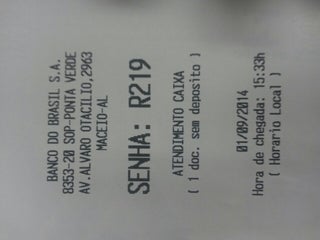 BANCO DO BRASIL S.A.
8353-20 SOP-PONTA VERDE
AV.ALVARO OTACILIO,2963
MACEIO-AL
SENHA: R219
ATENDIMENTO CAIXA
( 1 doc. sem deposito )
01/09/2014
Hora de chegada: 15:33h
( Horario Local )